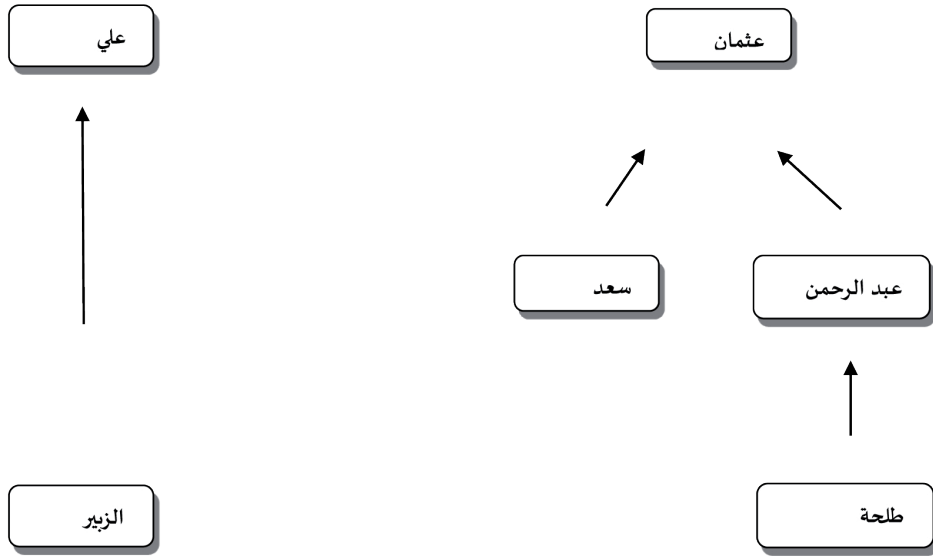 عثمان
علي
عبد الرحمن
سعد
طلحة
الزبير